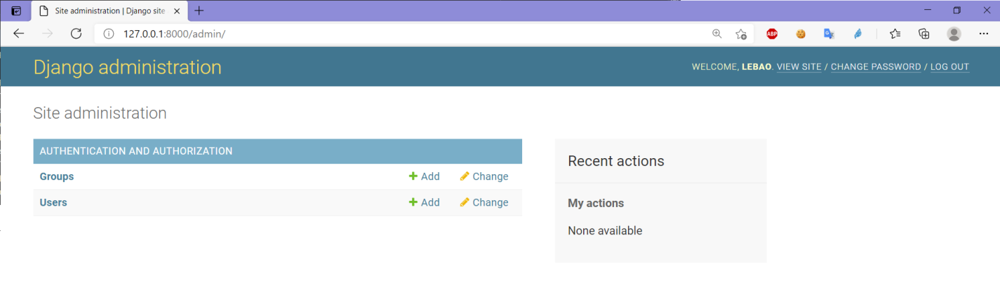 Site administration | Django site
127.0.0.1:8000/admin/
ABP
Django administration
WELCOME, LEBAO. VIEW SITE / CHANGE PASSWORD / LOG OUT
Site administration
AUTHENTICATION AND AUTHORIZATION
Groups Add Change
Users Add Change
Recent actions
My actions
None available